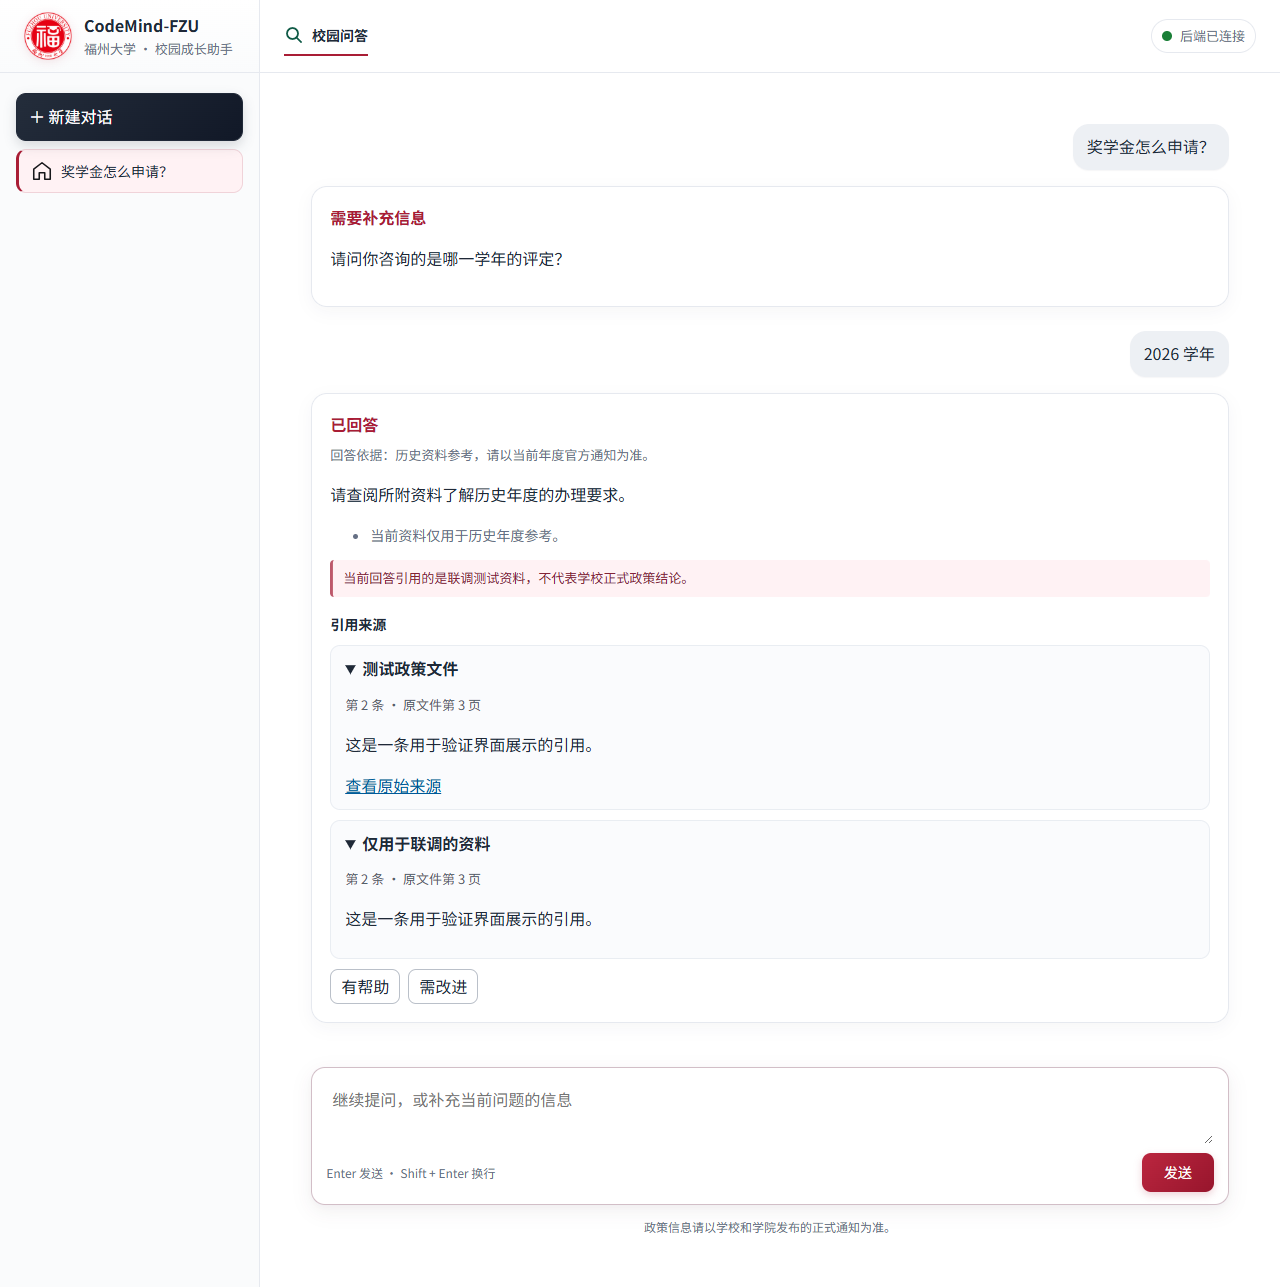 CodeMind-FZU
福州大学 · 校园成长助手
校园问答
后端已连接
新建对话
奖学金怎么申请？
奖学金怎么申请？
需要补充信息
请问你咨询的是哪一学年的评定？
2026 学年
已回答
回答依据：历史资料参考，请以当前年度官方通知为准。
请查阅所附资料了解历史年度的办理要求。
当前资料仅用于历史年度参考。
当前回答引用的是联调测试资料，不代表学校正式政策结论。
引用来源
测试政策文件
第 2 条 · 原文件第 3 页
这是一条用于验证界面展示的引用。
查看原始来源
仅用于联调的资料
第 2 条 · 原文件第 3 页
这是一条用于验证界面展示的引用。
有帮助
需改进
继续提问，或补充当前问题的信息
Enter 发送 · Shift + Enter 换行
发送
政策信息请以学校和学院发布的正式通知为准。